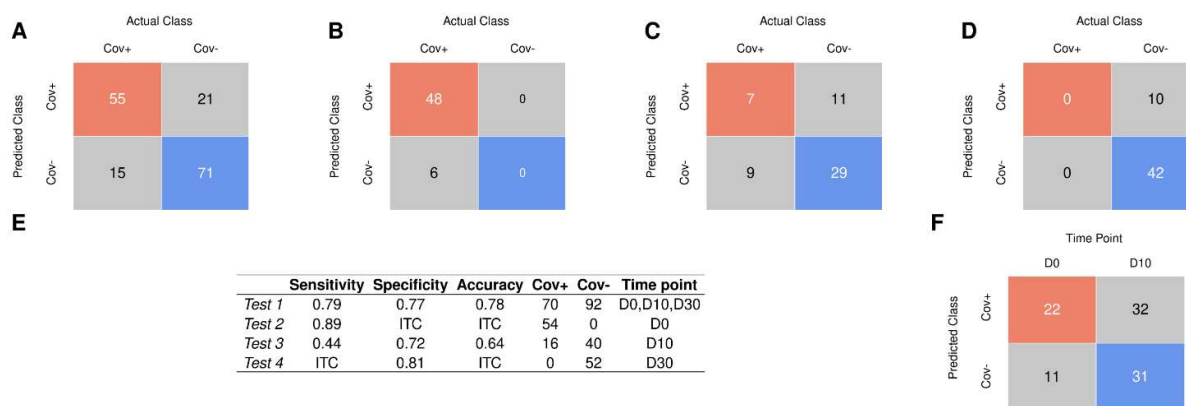 A
Actual Class
Cov+ Cov-
Predicted Class
Cov+
Cov-
55 21
15 71
B
Actual Class
Cov+ Cov-
Predicted Class
Cov+
Cov-
48 0
6 0
C
Actual Class
Cov+ Cov-
Predicted Class
Cov+
Cov-
7 11
9 29
D
Actual Class
Cov+ Cov-
Predicted Class
Cov+
Cov-
0 10
0 42
E
Sensitivity Specificity Accuracy Cov+ Cov- Time point
Test 1 0.79 0.77 0.78 70 92 D0,D10,D30
Test 2 0.89 ITC ITC 54 0 D0
Test 3 0.44 0.72 0.64 16 40 D10
Test 4 ITC 0.81 ITC 0 52 D30
F
Time Point
D0 D10
Predicted Class
Cov+
Cov-
22 32
11 31